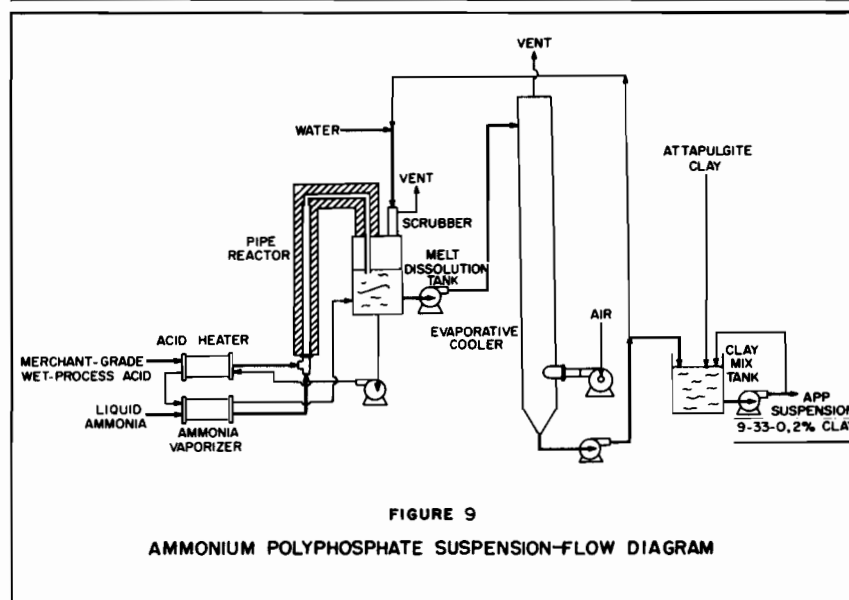 VENT
WATER
ATTAPULGITE
CLAY
VENT
SCRUBBER
PIPE
REACTOR
MELT
DISSOLUTION
TANK
AIR
EVAPORATIVE
COOLER
ACID HEATER
CLAY
MIX
TANK
MERCHANT-GRADE
WET-PROCESS ACID
LIQUID
AMMONIA
AMMONIA
VAPORIZER
APP
SUSPENSION
9-33-0, 2% CLAY
FIGURE 9
AMMONIUM POLYPHOSPHATE SUSPENSION-FLOW DIAGRAM